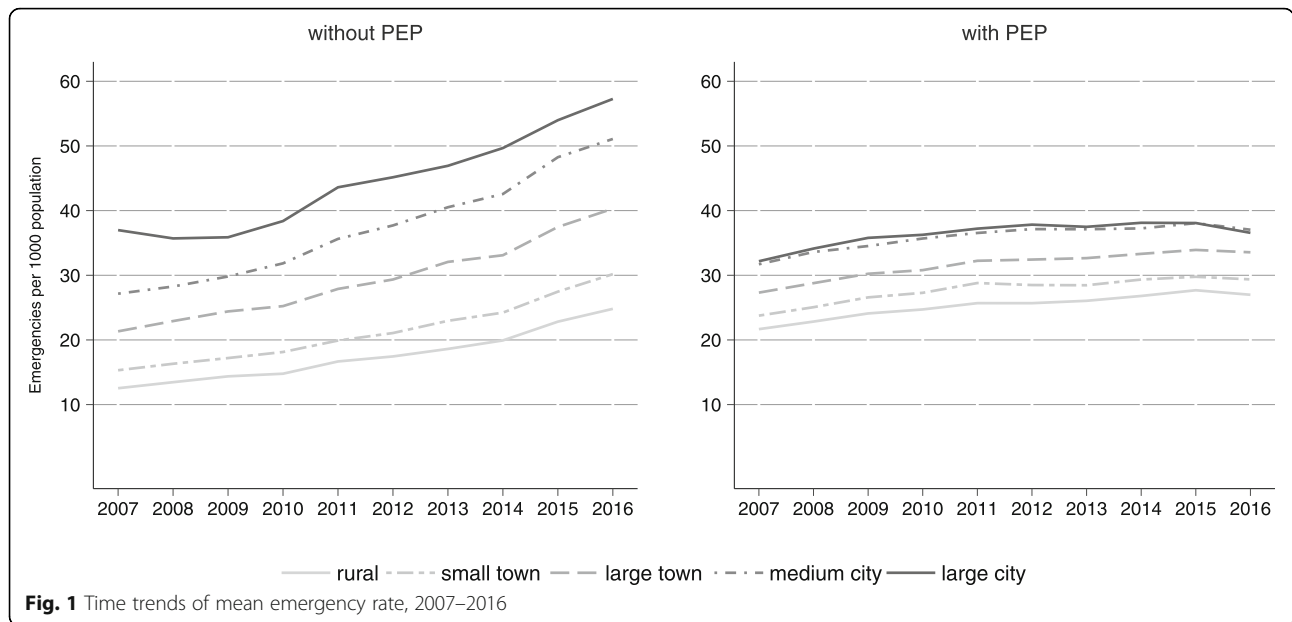 without PEP
with PEP
Emergencies per 1000 population
60
50
40
30
20
10
2007 2008 2009 2010 2011 2012 2013 2014 2015 2016
60
50
40
30
20
10
2007 2008 2009 2010 2011 2012 2013 2014 2015 2016
rural small town large town medium city large city
Fig. 1 Time trends of mean emergency rate, 2007–2016